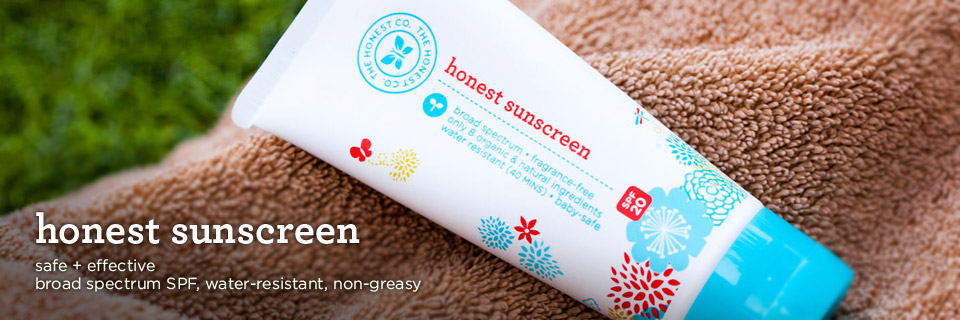 THE HONEST CO. THE HONEST CO.
honest sunscreen
broad spectrum • fragrance-free
only 8 organic & natural ingredients
water resistant (40 MINS) • baby-safe
SPF
20
honest sunscreen
safe + effective
broad spectrum SPF, water-resistant, non-greasy